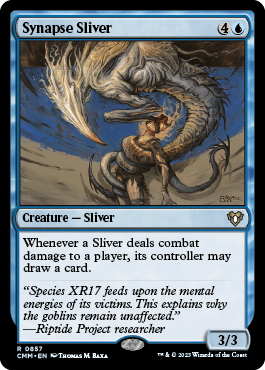 Synapse Sliver 4
Creature — Sliver
Whenever a Sliver deals combat
damage to a player, its controller may
draw a card.
“Species XR17 feeds upon the mental
energies of its victims. This explains why
the goblins remain unaffected.”
—Riptide Project researcher
3/3
R 0857
CMM • EN Thomas M. Baxa
™ & © 2023 Wizards of the Coast